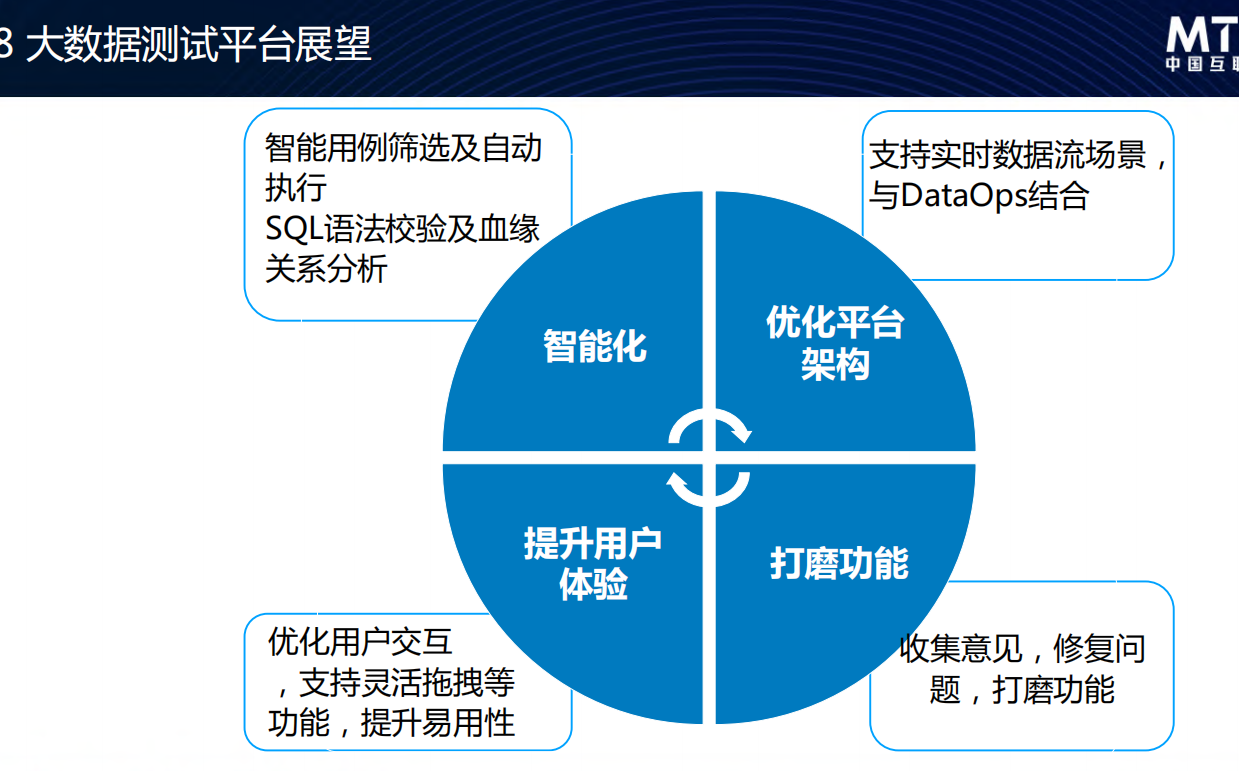 8 大数据测试平台展望
MT
中国互联
智能用例筛选及自动
执行
SQL语法校验及血缘
关系分析
支持实时数据流场景，
与DataOps结合
智能化
优化平台
架构
提升用户
体验
打磨功能
优化用户交互
，支持灵活拖拽等
功能，提升易用性
收集意见，修复问
题，打磨功能